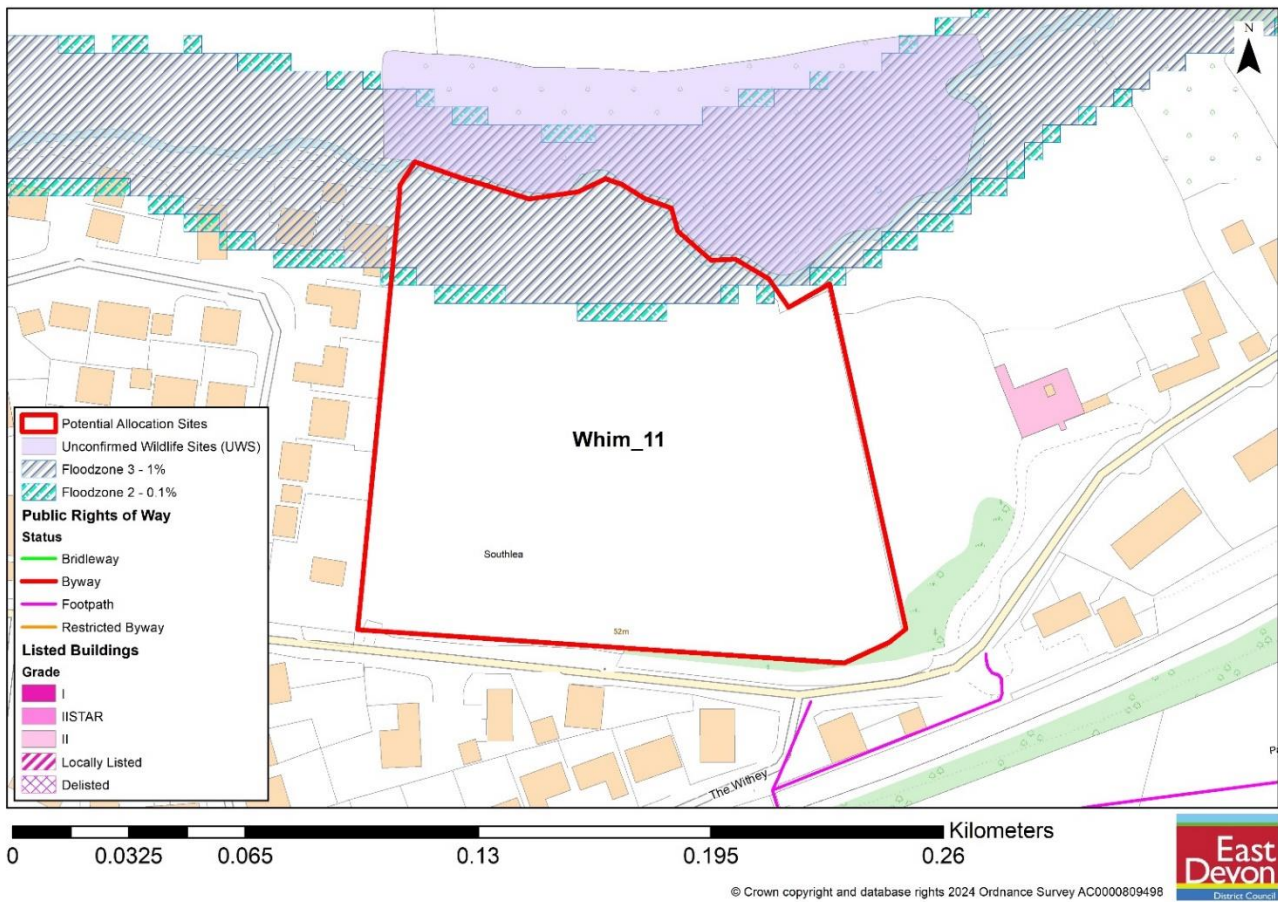 N
Whim_11
Southlea
52m
The Withey
P
Potential Allocation Sites
Unconfirmed Wildlife Sites (UWS)
Floodzone 3 - 1%
Floodzone 2 - 0.1%
Public Rights of Way
Status
Bridleway
Byway
Footpath
Restricted Byway
Listed Buildings
Grade
I
IISTAR
II
Locally Listed
Delisted
Kilometers
0 0.0325 0.065 0.13 0.195 0.26
East
Devon
District Council
© Crown copyright and database rights 2024 Ordnance Survey AC0000809498